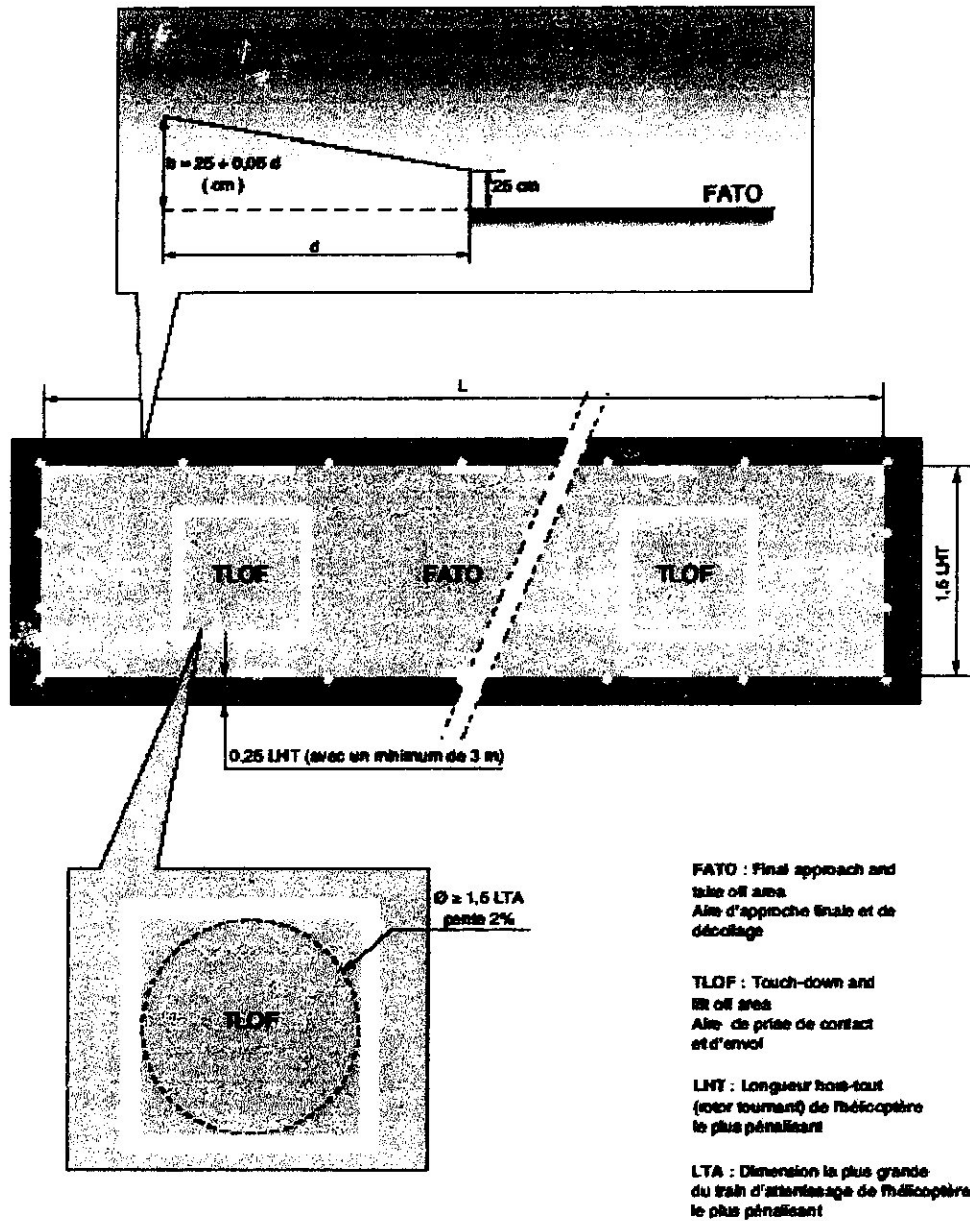 h = 25 + 0,05 d
( cm )
25 cm
FATO
d
L
TLOF
FATO
TLOF
1,5 LHT
0,25 LHT (avec un minimum de 3 m)
Ø ≥ 1,5 LTA
pente 2%
TLOF
FATO : Final approach and
take off area
Aire d'approche finale et de
décollage
TLOF : Touch-down and
lift off area
Aire de prise de contact
et d'envol
LHT : Longueur hors-tout
(rotor tournant) de l'hélicoptère
le plus pénalisant
LTA : Dimension la plus grande
du train d'atterrissage de l'hélicoptère
le plus pénalisant